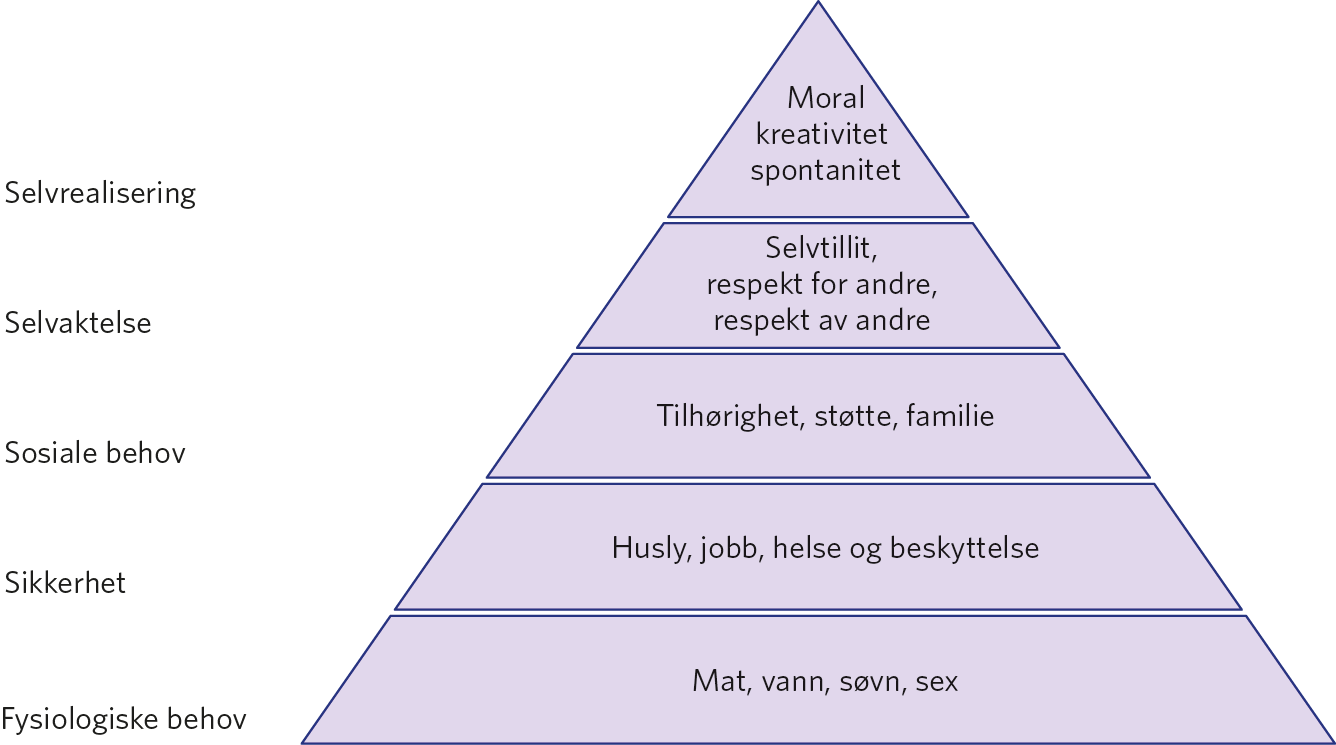 Moral
kreativitet
spontanitet
Selvrealisering
Selvtillit,
respekt for andre,
respekt av andre
Selvaktelse
Tilhørighet, støtte, familie
Sosiale behov
Husly, jobb, helse og beskyttelse
Sikkerhet
Mat, vann, søvn, sex
Fysiologiske behov